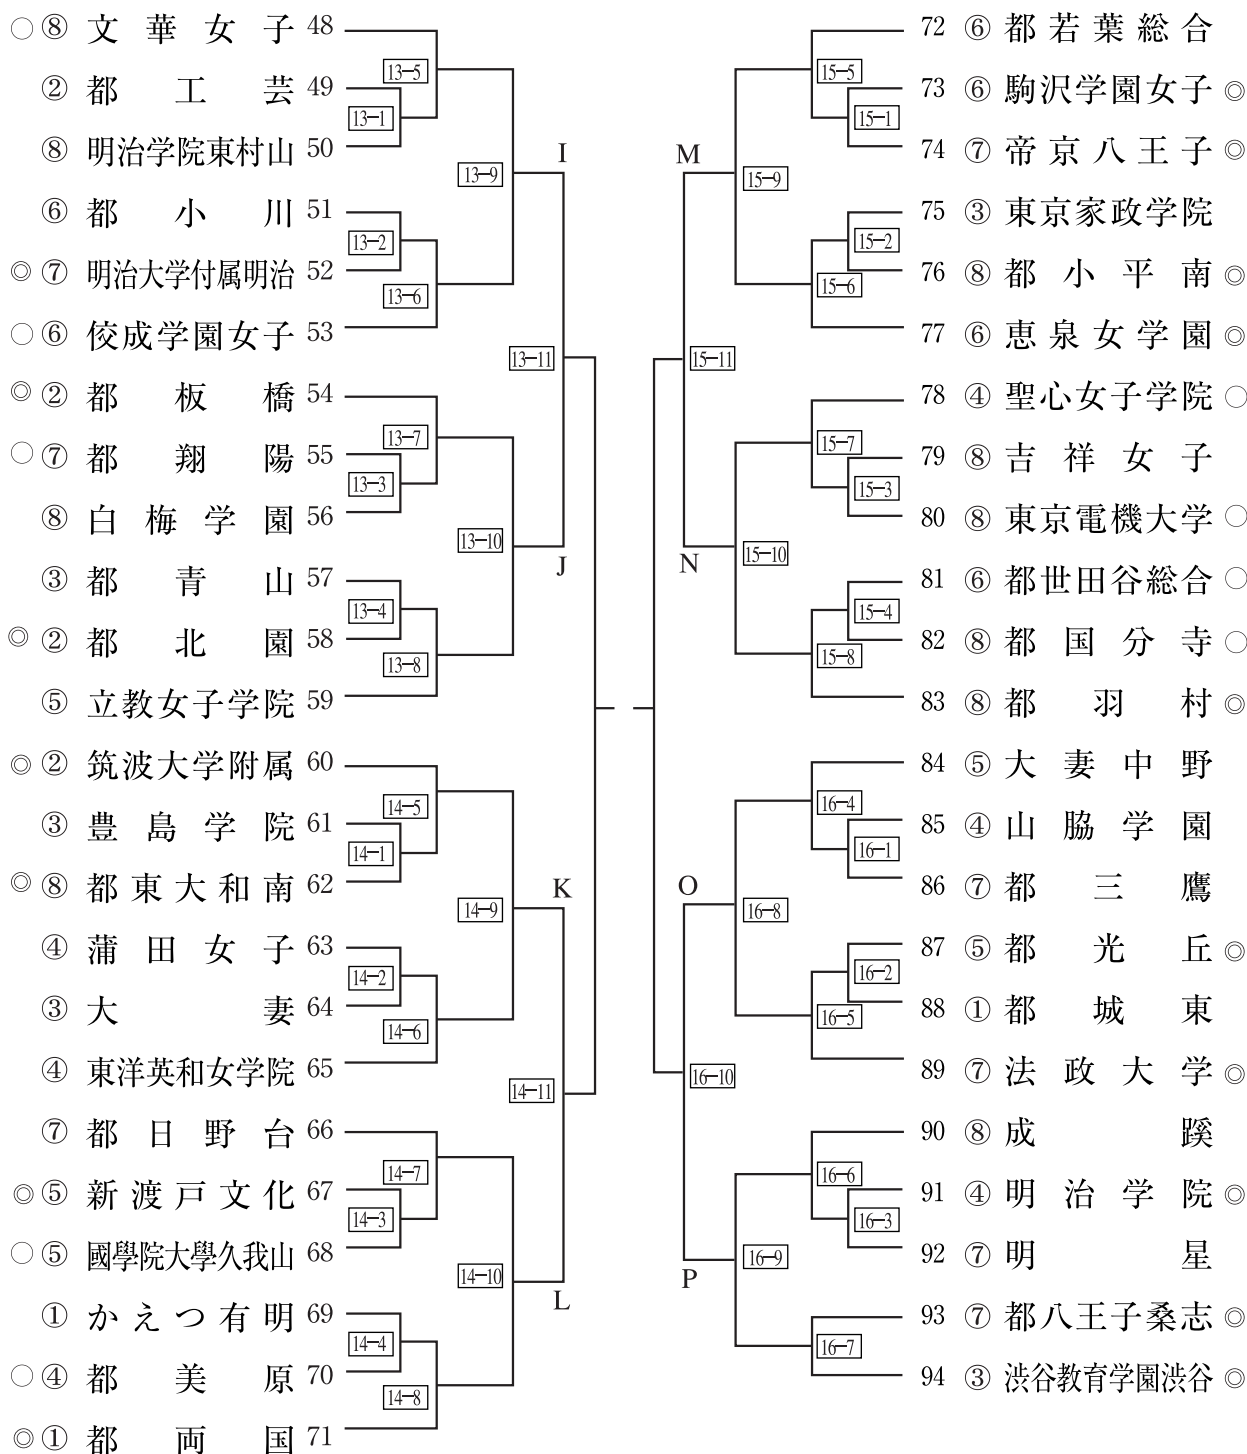 ○ ⑧ 文華女子 48
② 都工芸 49
⑧ 明治学院東村山 50
⑥ 都小川 51
◎ ⑦ 明治大学付属明治 52
○ ⑥ 佼成学園女子 53
◎ ② 都板橋 54
○ ⑦ 都翔陽 55
⑧ 白梅学園 56
③ 都青山 57
◎ ② 都北園 58
⑤ 立教女子学院 59
◎ ② 筑波大学附属 60
③ 豊島学院 61
◎ ⑧ 都東大和南 62
④ 蒲田女子 63
③ 大妻 64
④ 東洋英和女学院 65
⑦ 都日野台 66
◎ ⑤ 新渡戸文化 67
○ ⑤ 國學院大學久我山 68
① かえつ有明 69
○ ④ 都美原 70
◎ ① 都両国 71
13-5
13-1
13-9
13-2
13-6
13-11
13-7
13-3
13-10
13-4
13-8
14-5
14-1
14-9
14-2
14-6
14-11
14-7
14-3
14-10
14-4
14-8
I
J
K
L
M
N
O
P
15-5
15-1
15-9
15-2
15-6
15-11
15-7
15-3
15-10
15-4
15-8
16-4
16-1
16-8
16-2
16-5
16-10
16-6
16-3
16-9
16-7
72 ⑥ 都若葉総合
73 ⑥ 駒沢学園女子 ◎
74 ⑦ 帝京八王子 ◎
75 ③ 東京家政学院
76 ⑧ 都小平南 ◎
77 ⑥ 恵泉女学園 ◎
78 ④ 聖心女子学院 ○
79 ⑧ 吉祥女子
80 ⑧ 東京電機大学 ○
81 ⑥ 都世田谷総合 ○
82 ⑧ 都国分寺 ○
83 ⑧ 都羽村 ◎
84 ⑤ 大妻中野
85 ④ 山脇学園
86 ⑦ 都三鷹
87 ⑤ 都光丘 ◎
88 ① 都城東
89 ⑦ 法政大学 ◎
90 ⑧ 成蹊
91 ④ 明治学院 ◎
92 ⑦ 明星
93 ⑦ 都八王子桑志 ◎
94 ③ 渋谷教育学園渋谷 ◎